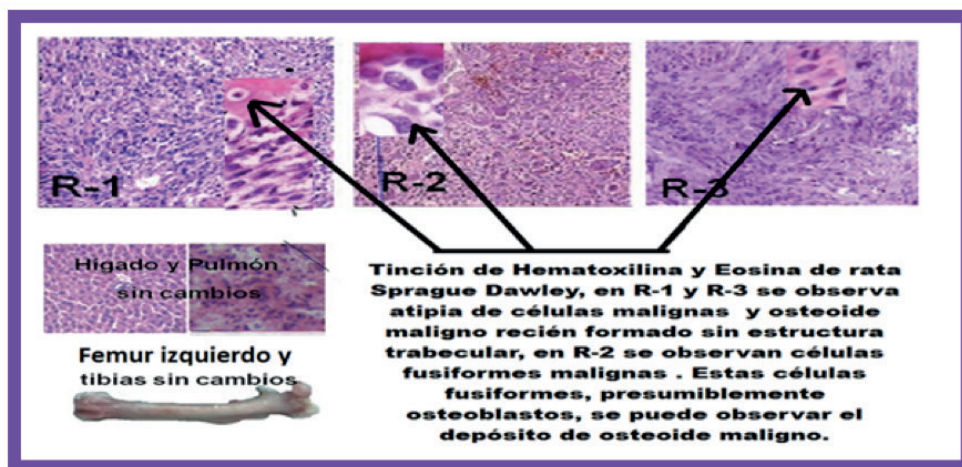 R-1
R-2
R-3
Higado y Pulmón
sin cambios
Femur izquierdo y
tibias sin cambios
Tinción de Hematoxilina y Eosina de rata
Sprague Dawley, en R-1 y R-3 se observa
atipia de células malignas y osteoide
maligno recién formado sin estructura
trabecular, en R-2 se observan células
fusiformes malignas . Estas células
fusiformes, presumiblemente
osteoblastos, se puede observar el
depósito de osteoide maligno.